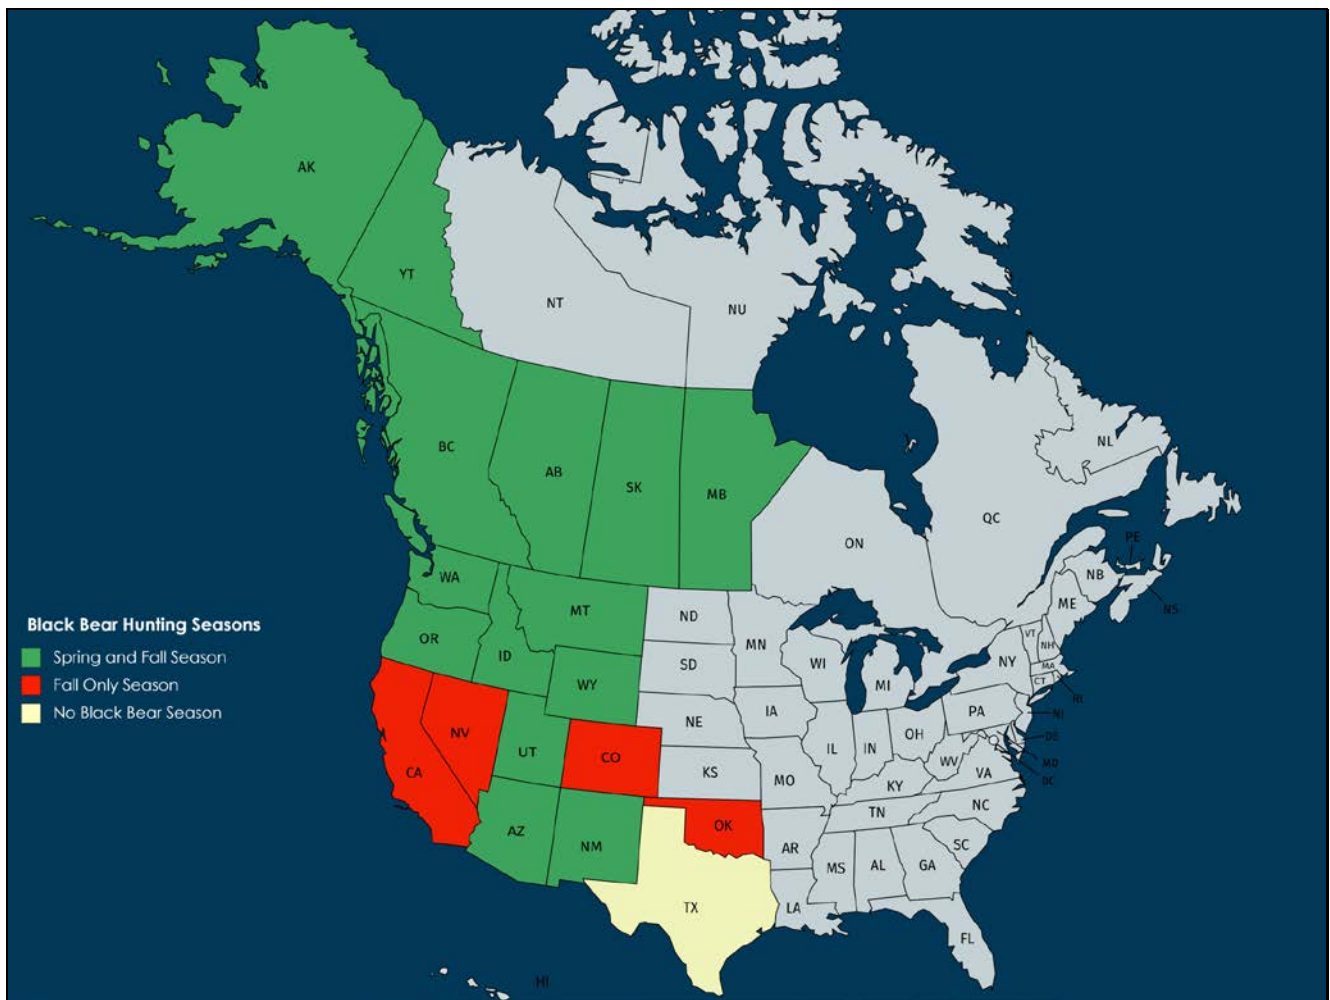 AK
YT
NT
NU
BC
AB
SK
MB
ON
QC
NL
PE
NB
NS
ME
WA
MT
ND
MN
OR
ID
SD
WI
MI
NY
VT
NH
MA
CT
RI
WY
NE
IA
PA
NJ
NV
UT
CO
IL
IN
OH
DE
MD
DC
CA
KS
MO
WV
VA
KY
AZ
NM
OK
AR
TN
NC
SC
MS
AL
GA
TX
LA
FL
HI
Black Bear Hunting Seasons
Spring and Fall Season
Fall Only Season
No Black Bear Season